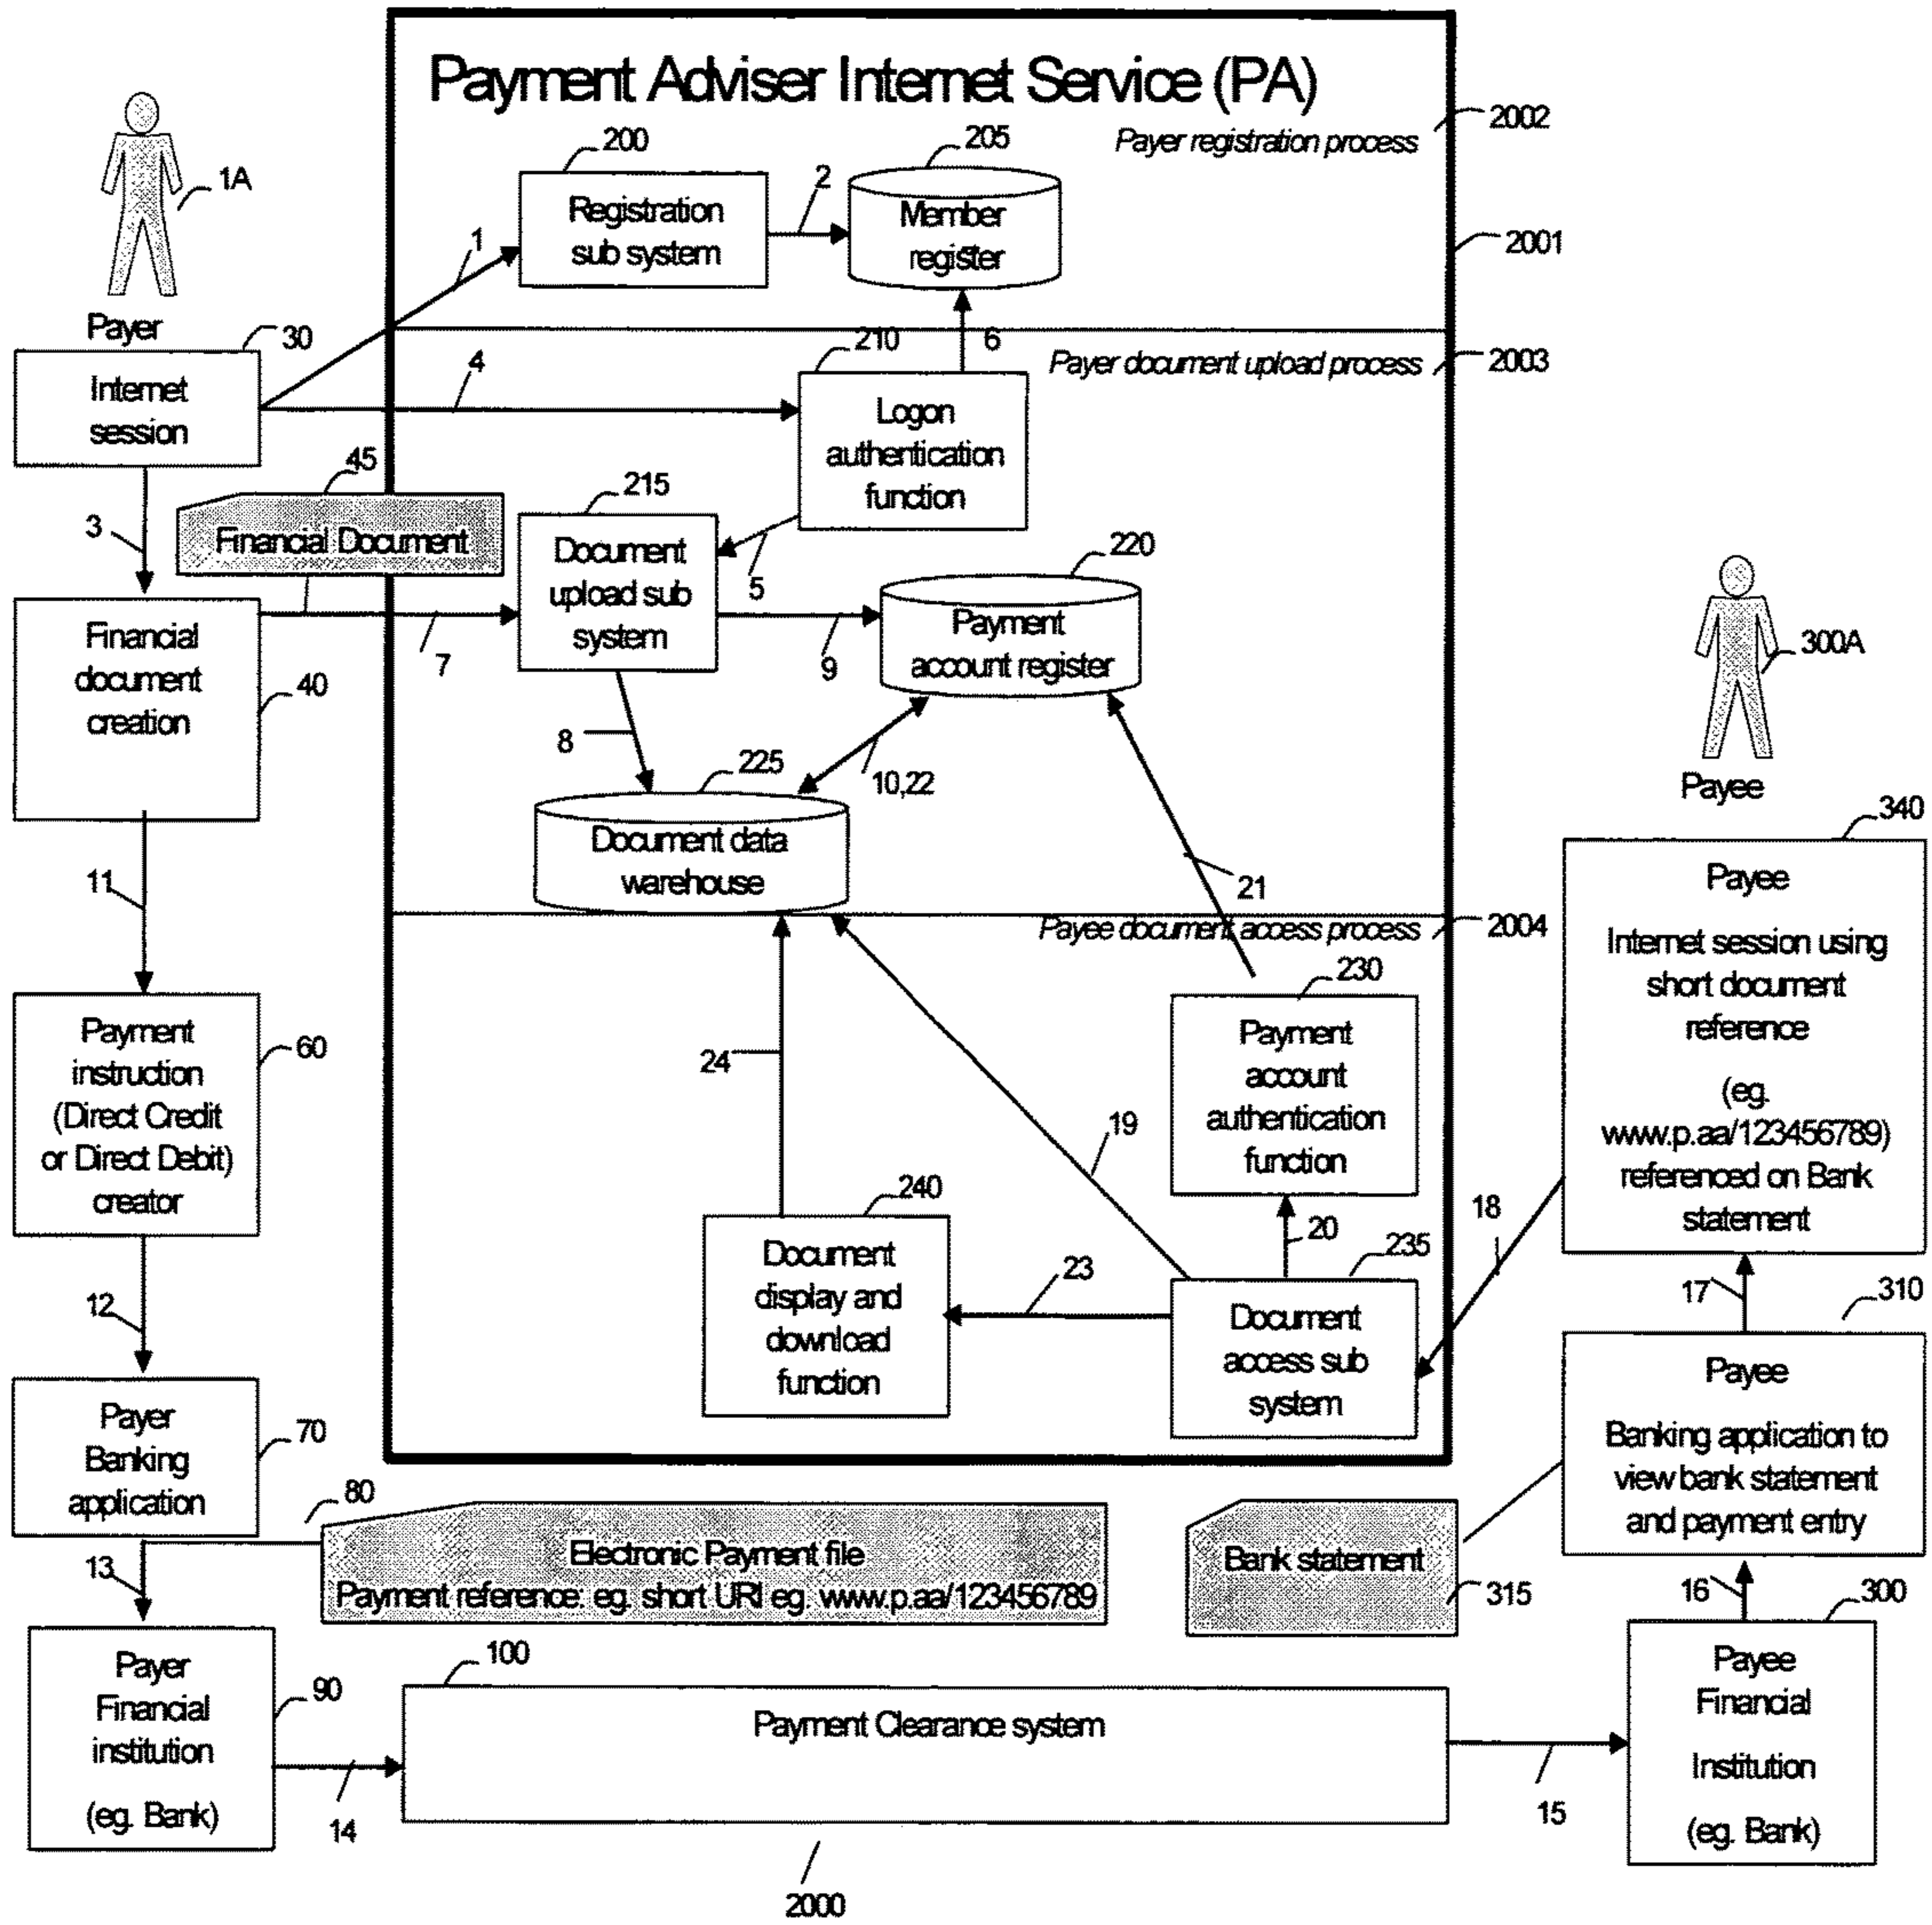 Payment Adviser Internet Service (PA)
2002
Payer registration process
200
205
1A
2
Registration
sub system
Member
register
1
2001
Payer
30
210
6
Payer document upload process
2003
Internet
session
4
Logon
authentication
function
45
215
3
Financial Document
Document
upload sub
system
5
220
Financial
document
creation
7
9
Payment
account register
300A
40
8
225
10,22
Payee
Document data
warehouse
340
11
21
Payee
Internet session using
short document
reference
(eg.
www.p.aa/123456789)
referenced on Bank
statement
Payee document access process
2004
230
Payment
instruction
(Direct Credit
or Direct Debit)
creator
60
24
Payment
account
authentication
function
19
240
20
18
235
12
Document
display and
download
function
23
Document
access sub
system
17
310
Payer
Banking
application
70
Payee
Banking application to
view bank statement
and payment entry
80
13
Electronic Payment file
Payment reference: eg. short URI eg. www.p.aa/123456789
Bank statement
315
16
300
Payer
Financial
institution
(eg. Bank)
90
100
Payment Clearance system
Payee
Financial
Institution
(eg. Bank)
14
15
2000